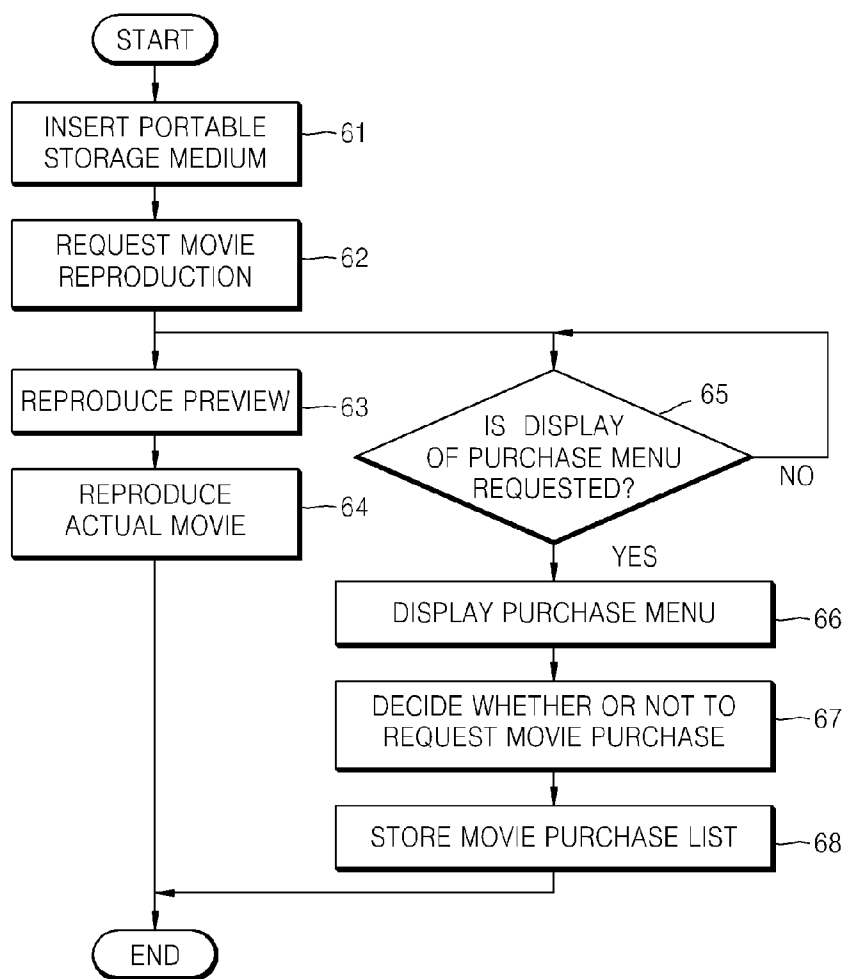 START
INSERT PORTABLE
STORAGE MEDIUM
61
REQUEST MOVIE
REPRODUCTION
62
REPRODUCE PREVIEW
63
REPRODUCE
ACTUAL MOVIE
64
IS DISPLAY
OF PURCHASE MENU
REQUESTED?
65
NO
YES
DISPLAY PURCHASE MENU
66
DECIDE WHETHER OR NOT TO
REQUEST MOVIE PURCHASE
67
STORE MOVIE PURCHASE LIST
68
END